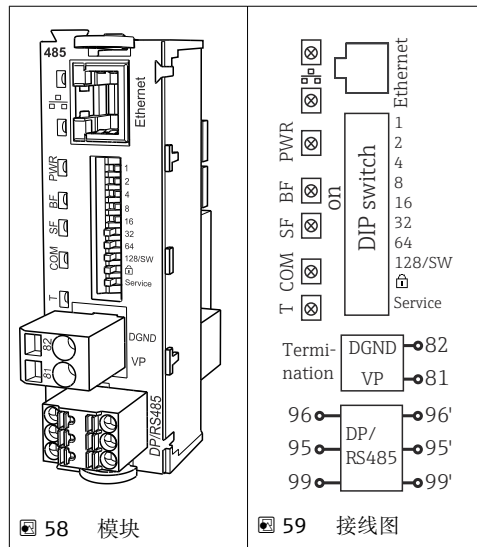 485
Ethernet
PWR
BF
SF
COM
T
1
2
4
8
16
32
64
128/SW
Service
82
81
DGND
VP
DP/RS485
58 模块
Ethernet
PWR
BF
SF
COM
T
on
DIP switch
1
2
4
8
16
32
64
128/SW
Service
Termi-
nation
DGND
VP
82
81
96
95
99
DP/
RS485
96'
95'
99'
59 接线图